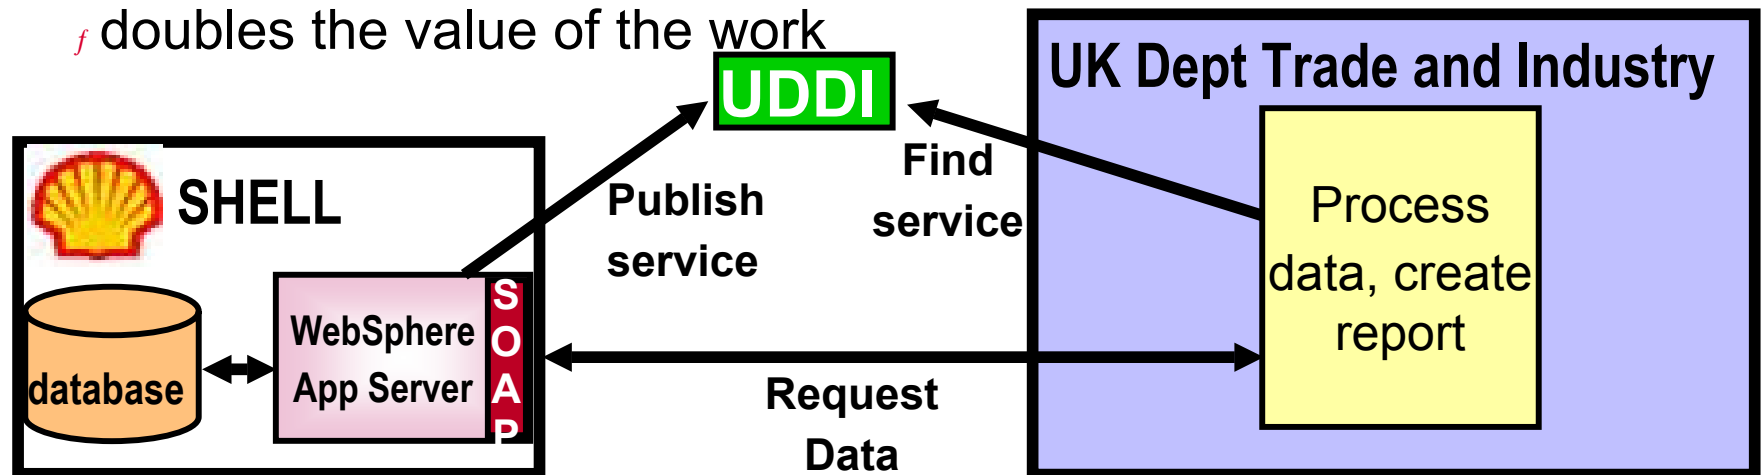 f doubles the value of the work
UDDI
UK Dept Trade and Industry
SHELL
Publish
service
Find
service
Process
data, create
report
database
WebSphere
App Server
S
O
A
P
Request
Data